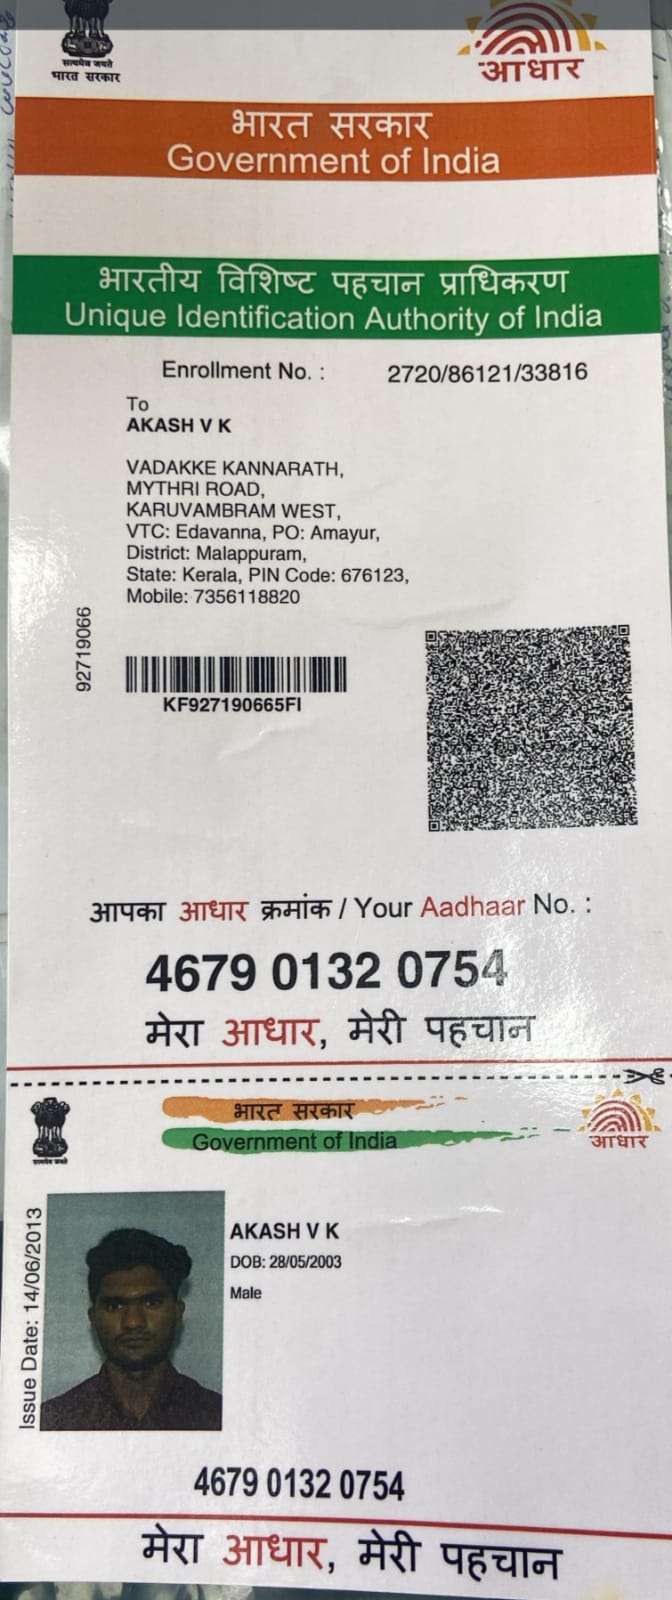 सत्यमेव जयते
भारत सरकार
आधार
भारत सरकार
Government of India
भारतीय विशिष्ट पहचान प्राधिकरण
Unique Identification Authority of India
Enrollment No. : 2720/86121/33816
To
AKASH V K
VADAKKE KANNARATH,
MYTHRI ROAD,
KARUVAMBRAM WEST,
VTC: Edavanna, PO: Amayur,
District: Malappuram,
State: Kerala, PIN Code: 676123,
Mobile: 7356118820
92719066
KF927190665FI
आपका आधार क्रमांक / Your Aadhaar No. :
4679 0132 0754
मेरा आधार, मेरी पहचान
भारत सरकार
Government of India
आधार
सत्यमेव जयते
Issue Date: 14/06/2013
AKASH V K
DOB: 28/05/2003
Male
4679 0132 0754
मेरा आधार, मेरी पहचान